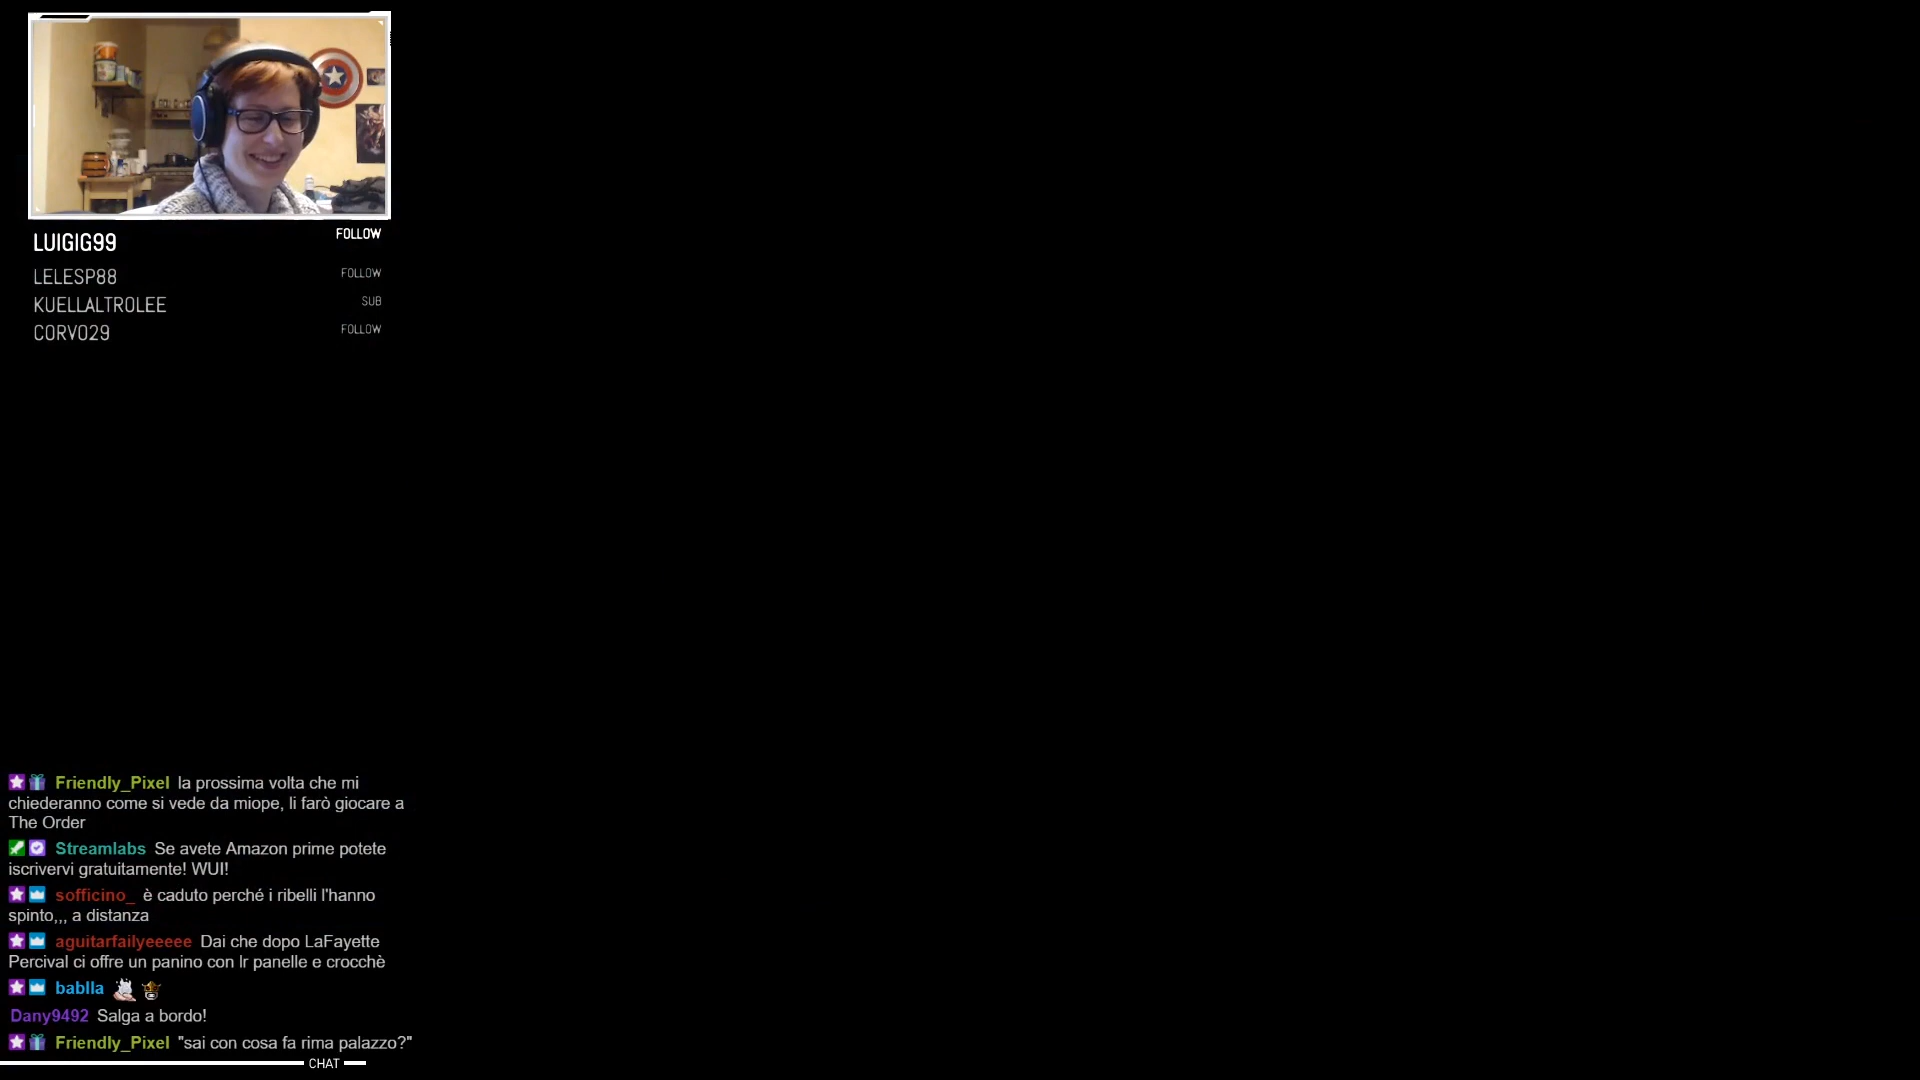 LUIGIG99 FOLLOW
LELESP88 FOLLOW
KUELLALTROLEE SUB
CORVO29 FOLLOW
Friendly_Pixel la prossima volta che mi
chiederanno come si vede da miope, li farò giocare a
The Order
Streamlabs Se avete Amazon prime potete
iscrivervi gratuitamente! WUI!
sofficino_ è caduto perché i ribelli l'hanno
spinto,,, a distanza
aguitarfailyeeeee Dai che dopo LaFayette
Percival ci offre un panino con lr panelle e crocchè
bablla
Dany9492 Salga a bordo!
Friendly_Pixel "sai con cosa fa rima palazzo?"
CHAT